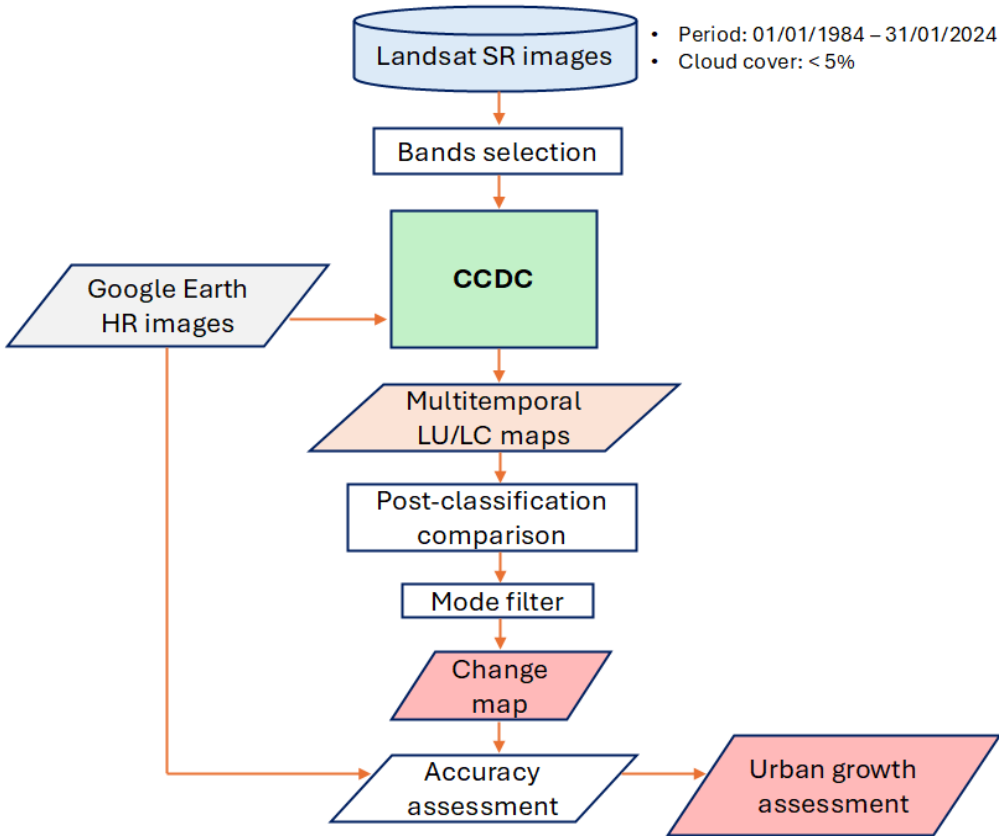 Landsat SR images
• Period: 01/01/1984 – 31/01/2024
• Cloud cover: < 5%
Bands selection
CCDC
Google Earth
HR images
Multitemporal
LU/LC maps
Post-classification
comparison
Mode filter
Change
map
Accuracy
assessment
Urban growth
assessment